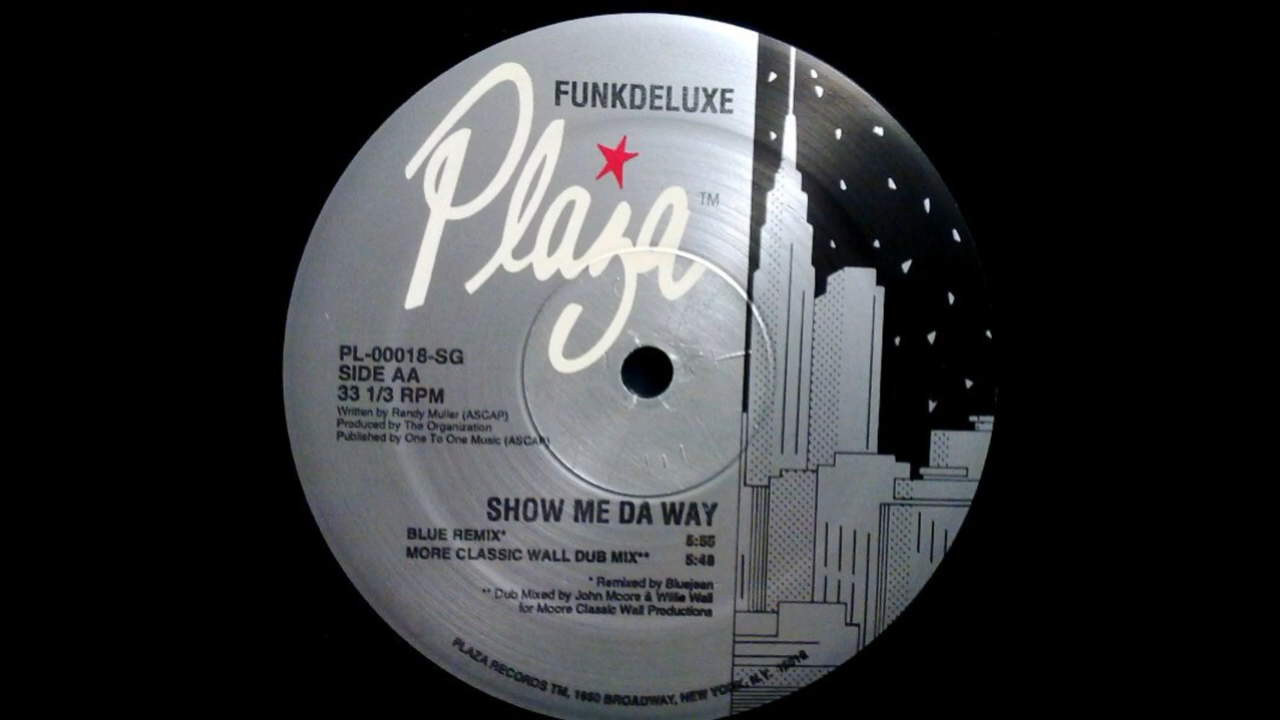 FUNKDELUXE
Plaza TM
PL-00018-SG
SIDE AA
33 1/3 RPM
Written by Randy Muller (ASCAP)
Produced by The Organization
Published by One To One Music (ASCAP)
SHOW ME DA WAY
BLUE REMIX* 5:55
MORE CLASSIC WALL DUB MIX** 5:48
* Remixed by Bluejean
** Dub Mixed by John Moore & Willie Wall
for Moore Classic Wall Productions
PLAZA RECORDS TM, 1650 BROADWAY, NEW YORK, N.Y.